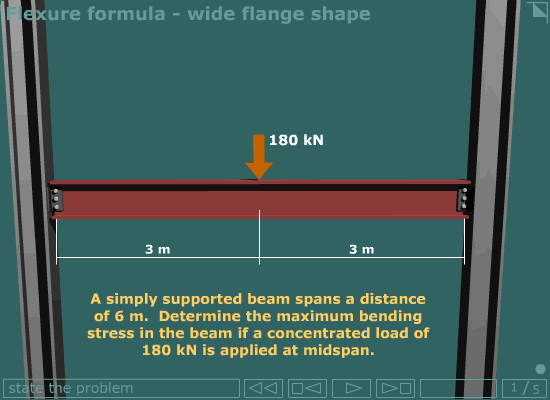 Flexure formula - wide flange shape
180 kN
3 m
3 m
A simply supported beam spans a distance
of 6 m.  Determine the maximum bending
stress in the beam if a concentrated load of
180 kN is applied at midspan.
state the problem
1 / 5